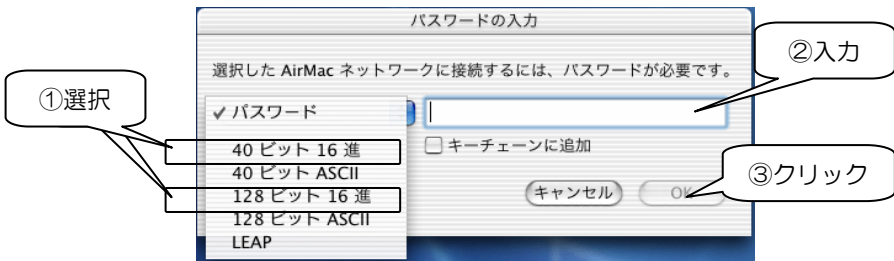 パスワードの入力
②入力
選択した AirMac ネットワークに接続するには、パスワードが必要です。
①選択
✓ パスワード
40 ビット 16 進
キーチェーンに追加
40 ビット ASCII
128 ビット 16 進
キャンセル
OK
③クリック
128 ビット ASCII
LEAP